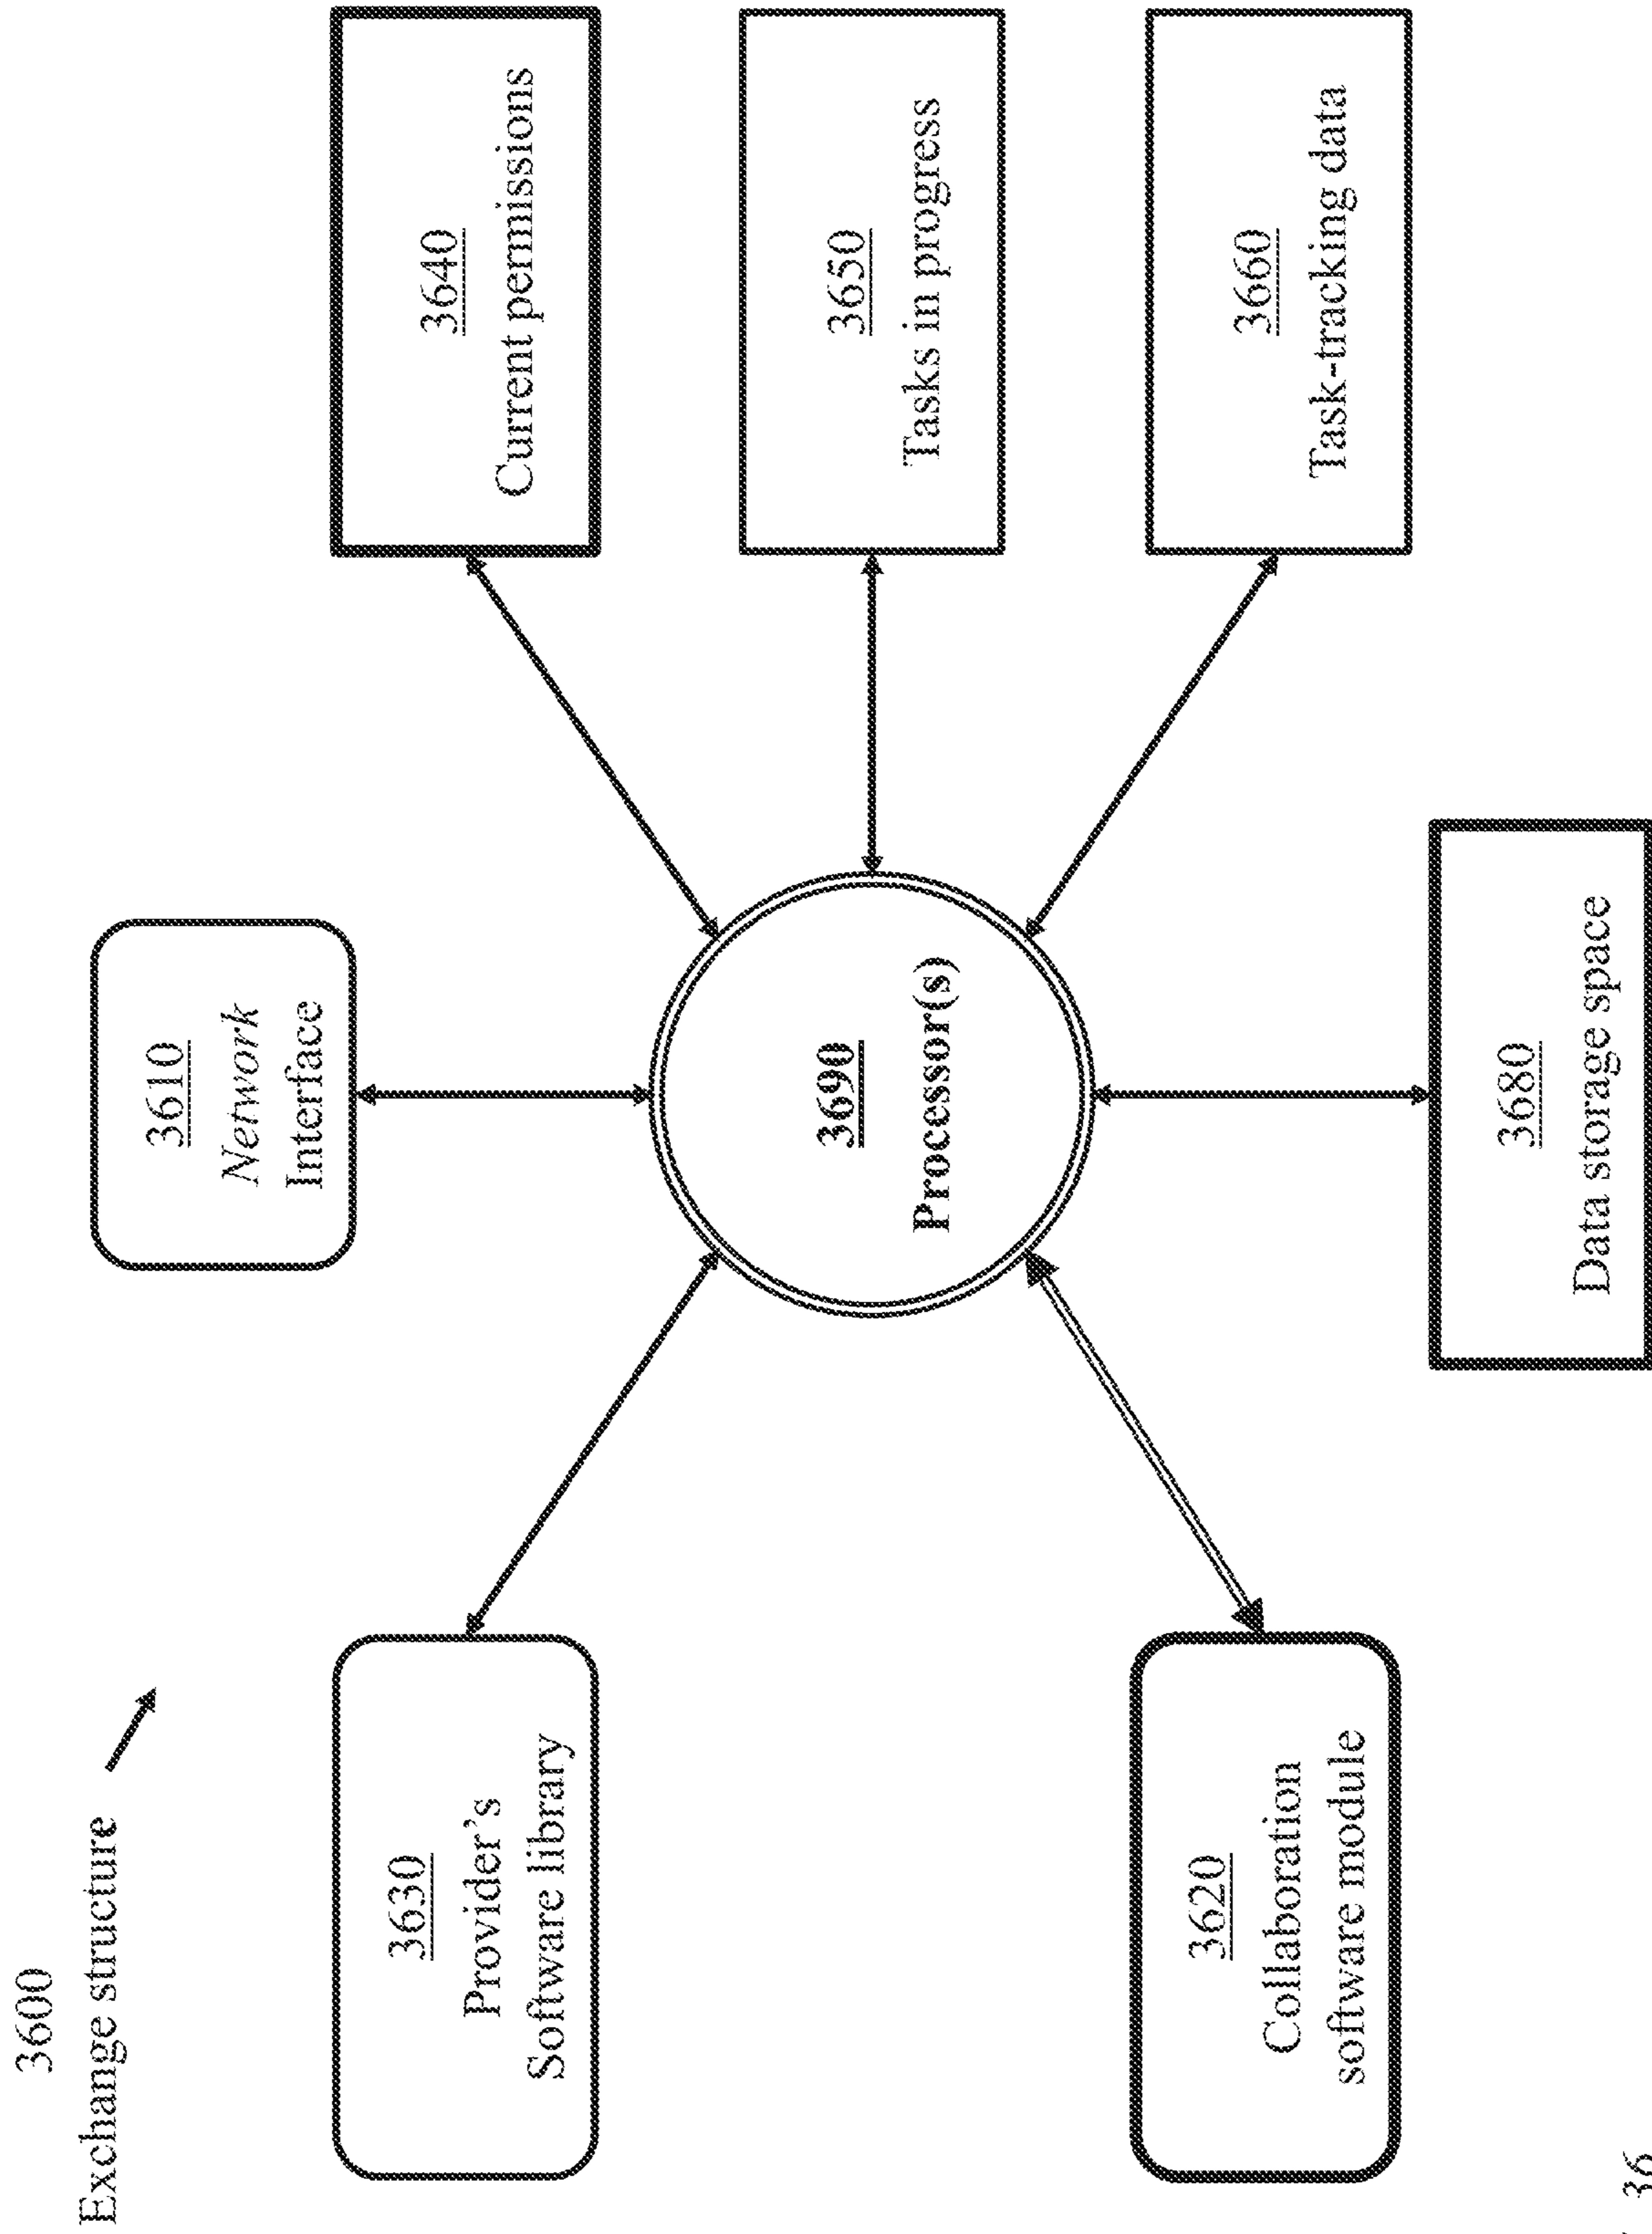 3600
Exchange structure
3610
Network
Interface
3630
Provider's
Software library
3640
Current permissions
3690
Processor(s)
3650
Tasks in progress
3620
Collaboration
software module
3660
Task-tracking data
3680
Data storage space
36